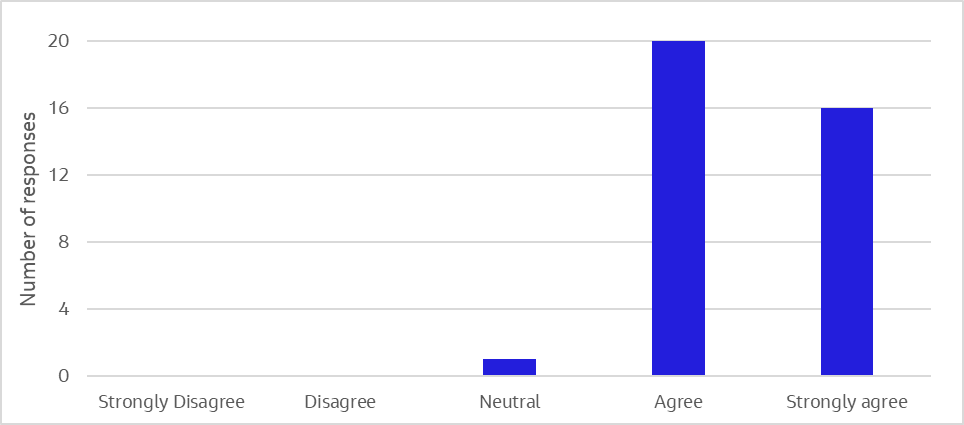 Number of responses
20
16
12
8
4
0
Strongly Disagree
Disagree
Neutral
Agree
Strongly agree